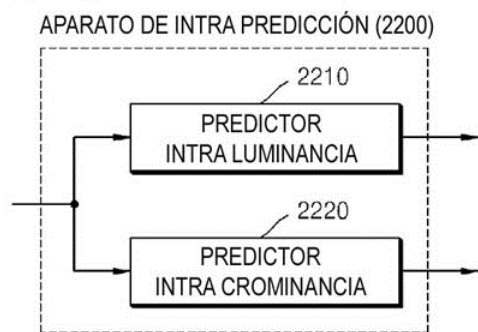 APARATO DE INTRA PREDICCIÓN (2200)
2210
PREDICTOR
INTRA LUMINANCIA
2220
PREDICTOR
INTRA CROMINANCIA